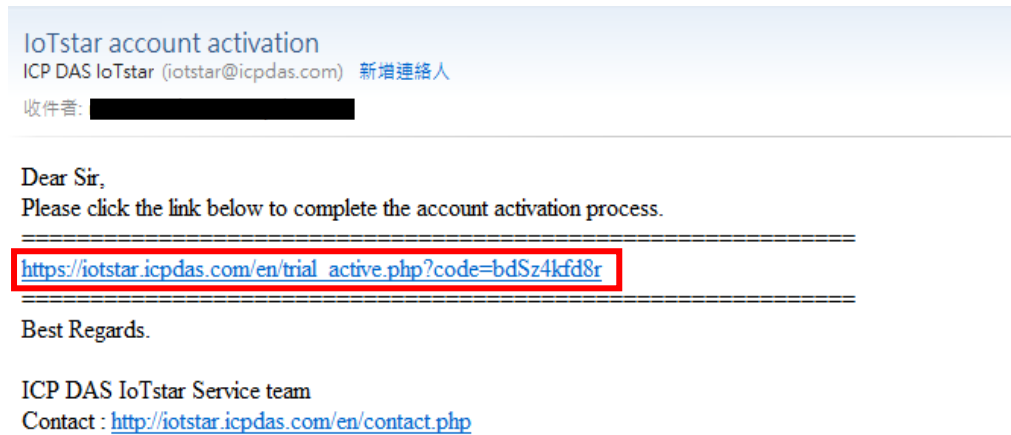 IoTstar account activation
ICP DAS IoTstar (iotstar@icpdas.com) 新增連絡人
收件者:
Dear Sir,
Please click the link below to complete the account activation process.
=============================================================
https://iotstar.icpdas.com/en/trial_active.php?code=bdSz4kfd8r
=============================================================
Best Regards.
ICP DAS IoTstar Service team
Contact : http://iotstar.icpdas.com/en/contact.php